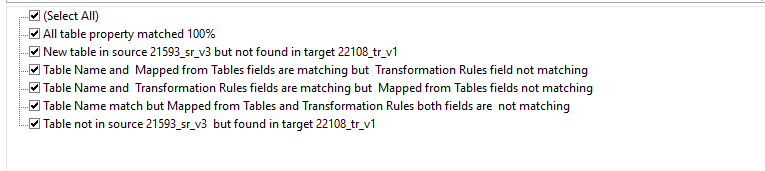 (Select All)
All table property matched 100%
New table in source 21593_sr_v3 but not found in target 22108_tr_v1
Table Name and  Mapped from Tables fields are matching but  Transformation Rules field not matching
Table Name and  Transformation Rules fields are matching but  Mapped from Tables fields not matching
Table Name match but Mapped from Tables and Transformation Rules both fields are  not matching
Table not in source 21593_sr_v3  but found in target 22108_tr_v1